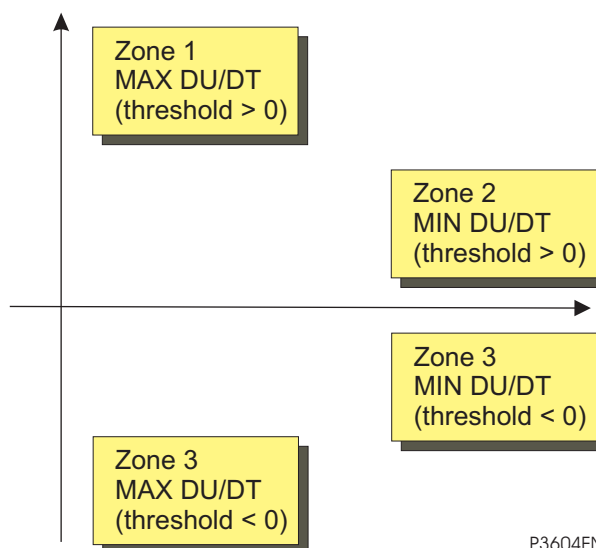 Zone 1
MAX DU/DT
(threshold > 0)
Zone 2
MIN DU/DT
(threshold > 0)
Zone 3
MIN DU/DT
(threshold < 0)
Zone 3
MAX DU/DT
(threshold < 0)
P3604EN